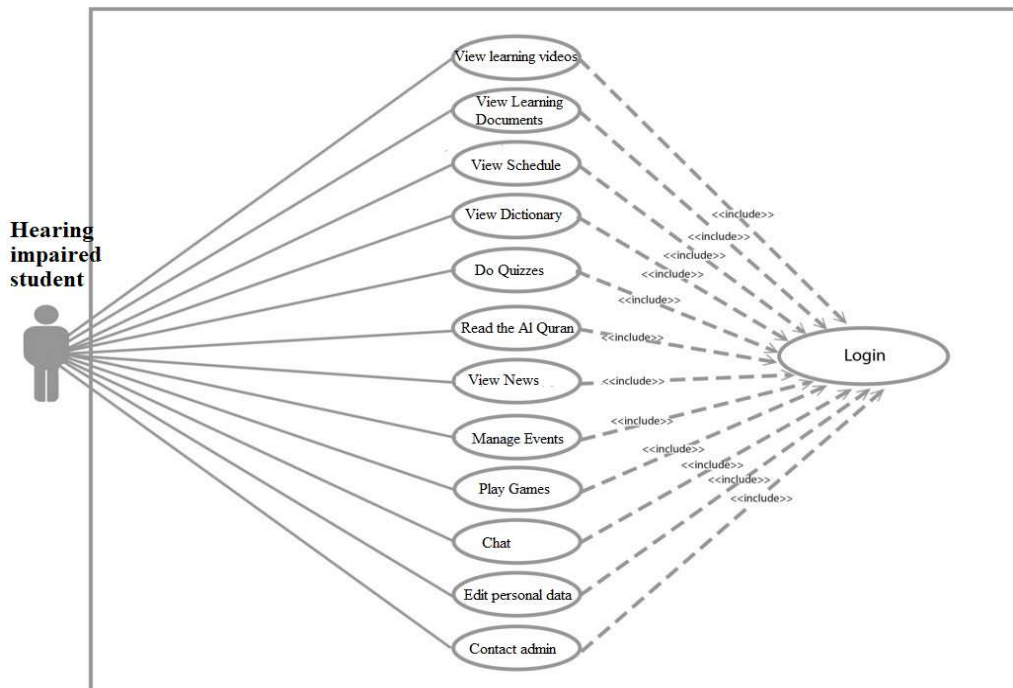 View learning videos
View Learning
Documents
View Schedule
<<include>>
Hearing
impaired
student
View Dictionary
<<include>>
<<include>>
Do Quizzes
<<include>>
<<include>>
Read the Al Quran
<<include>>
Login
View News
<<include>>
Manage Events
<<include>>
<<include>>
<<include>>
Play Games
<<include>>
<<include>>
Chat
Edit personal data
Contact admin